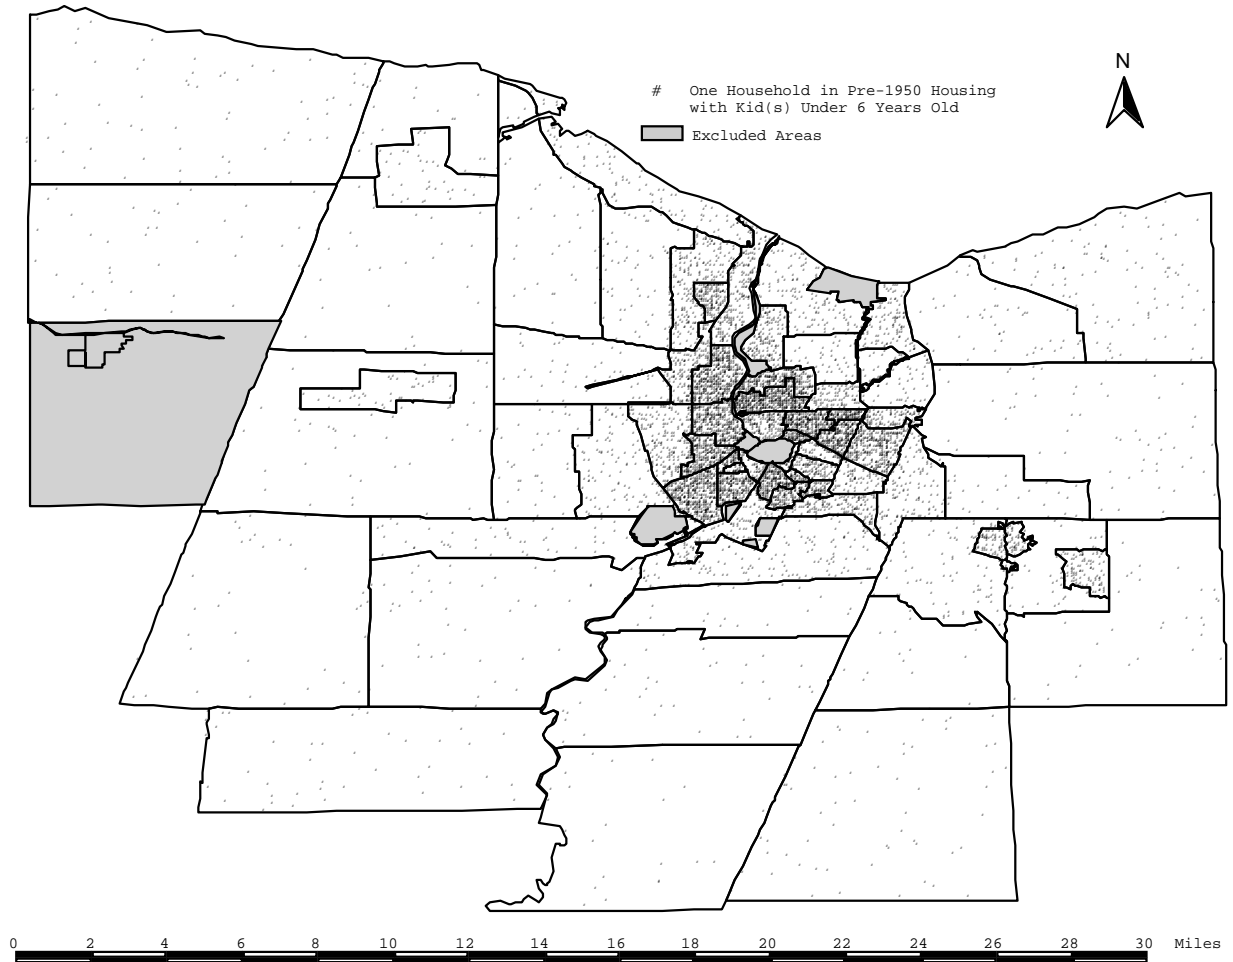 N
# One Household in Pre-1950 Housing
with Kid(s) Under 6 Years Old
Excluded Areas
0 2 4 6 8 10 12 14 16 18 20 22 24 26 28 30 Miles